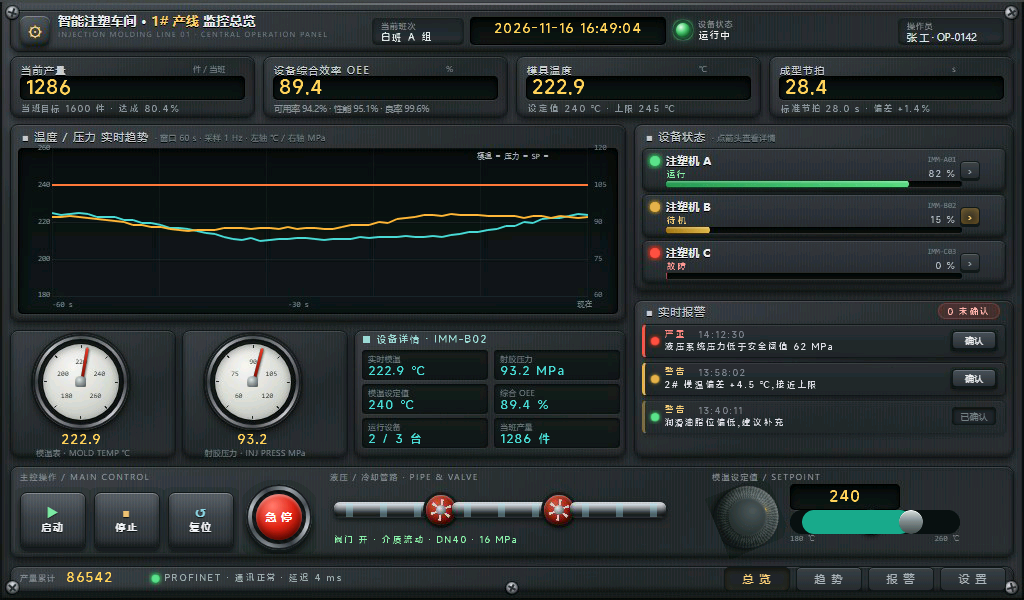 智能注塑车间 • 1# 产线 监控总览
INJECTION MOLDING LINE 01 · CENTRAL OPERATION PANEL
当前班次
白班 A 组
2026-11-16 16:49:04
设备状态
运行中
操作员
张工·OP-0142
当前产量 件 / 当班
1286
当班目标 1600 件 · 达成 80.4%
设备综合效率 OEE %
89.4
可用率 94.2% · 性能 95.1% · 良率 99.6%
模具温度 ℃
222.9
设定值 240 ℃ · 上限 245 ℃
成型节拍 s
28.4
标准节拍 28.0 s · 偏差 +1.4%
■ 温度 / 压力 实时趋势 · 窗口 60 s · 采样 1 Hz · 左轴 ℃ / 右轴 MPa
模温 = 压力 = SP =
260 120
240 105
220 90
200 75
180 60
-60 s -30 s 现在
■ 设备状态 · 点箭头查看详情
注塑机 A IMM-A01
运行 82 % ›
注塑机 B IMM-B02
待机 15 % ›
注塑机 C IMM-C03
故障 0 % ›
■ 实时报警 0 未确认
严重 14:12:30
液压系统压力低于安全阈值 62 MPa
确认
警告 13:58:02
2# 模温偏差 +4.5 ℃,接近上限
确认
警告 13:40:11
润滑油脂位偏低,建议补充
已确认
220
200 240
180 260
222.9
模温表 · MOLD TEMP ℃
90
75 105
60 120
93.2
射胶压力 · INJ PRESS MPa
■ 设备详情 · IMM-B02
实时模温
222.9 ℃
射胶压力
93.2 MPa
模温设定值
240 ℃
综合 OEE
89.4 %
运行设备
2 / 3 台
当班产量
1286 件
主控操作 / MAIN CONTROL
▶
启动
■
停止
↺
复位
急停
液压 / 冷却管路 · PIPE & VALVE
阀门 开 · 介质流动 · DN40 · 16 MPa
模温设定值 / SETPOINT
240
180 ℃ 260 ℃
产量累计 86542
PROFINET · 通讯正常 · 延迟 4 ms
总览 趋势 报警 设置